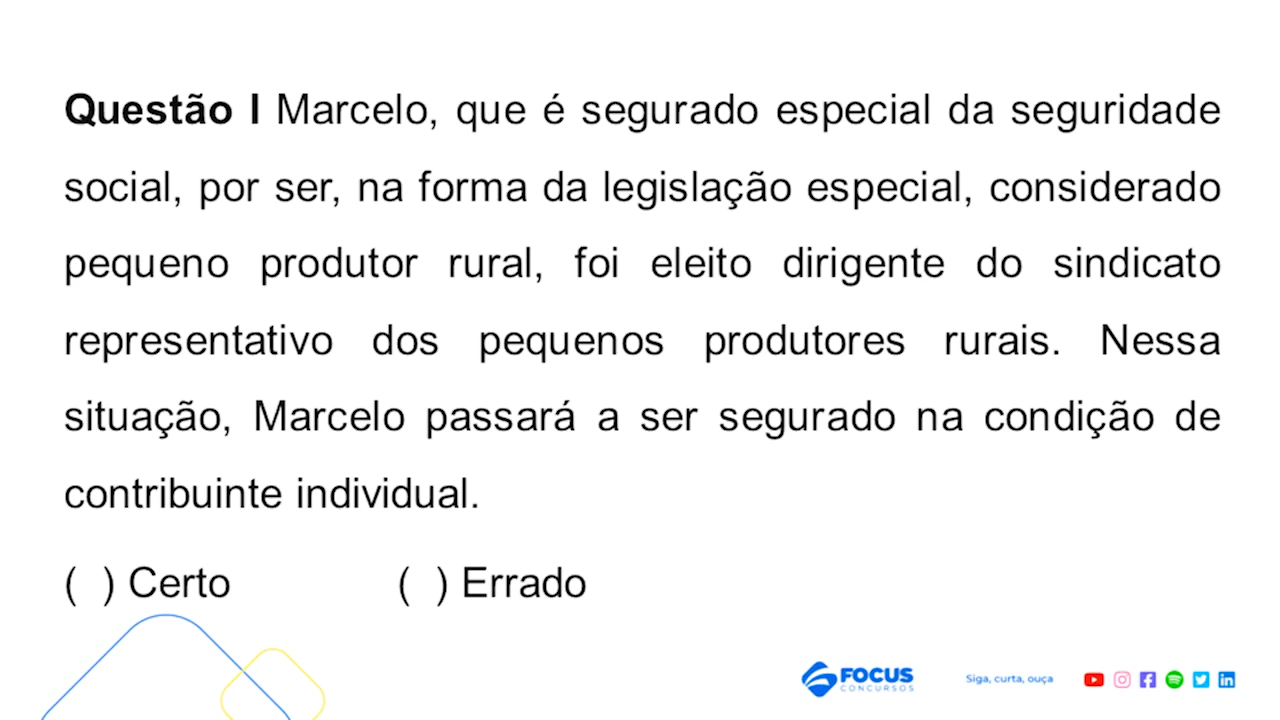 Questão I Marcelo, que é segurado especial da seguridade
social, por ser, na forma da legislação especial, considerado
pequeno produtor rural, foi eleito dirigente do sindicato
representativo dos pequenos produtores rurais. Nessa
situação, Marcelo passará a ser segurado na condição de
contribuinte individual.
( ) Certo ( ) Errado
FOCUS
CONCURSOS
Siga, curta, ouça